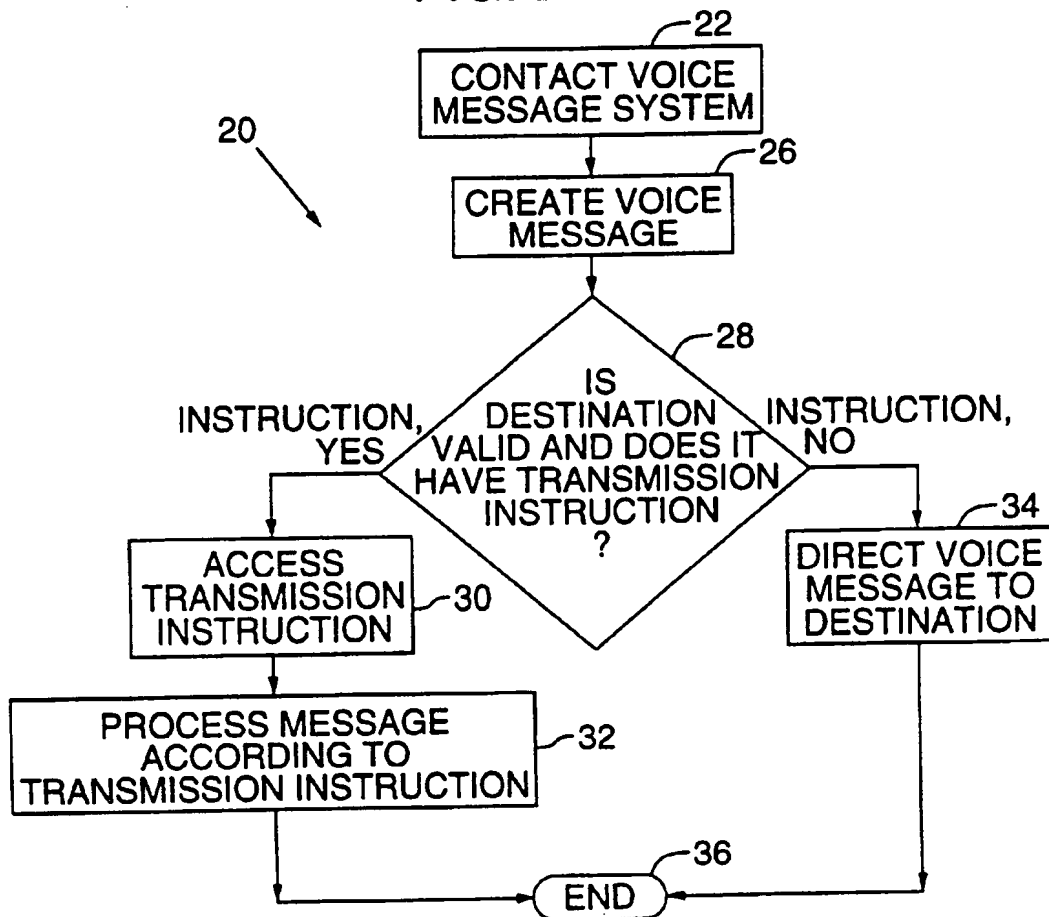 22
CONTACT VOICE
MESSAGE SYSTEM
20
26
CREATE VOICE
MESSAGE
28
IS
DESTINATION
VALID AND DOES IT
HAVE TRANSMISSION
INSTRUCTION
?
INSTRUCTION,
YES
INSTRUCTION,
NO
ACCESS
TRANSMISSION
INSTRUCTION
30
34
DIRECT VOICE
MESSAGE TO
DESTINATION
PROCESS MESSAGE
ACCORDING TO
TRANSMISSION INSTRUCTION
32
36
END